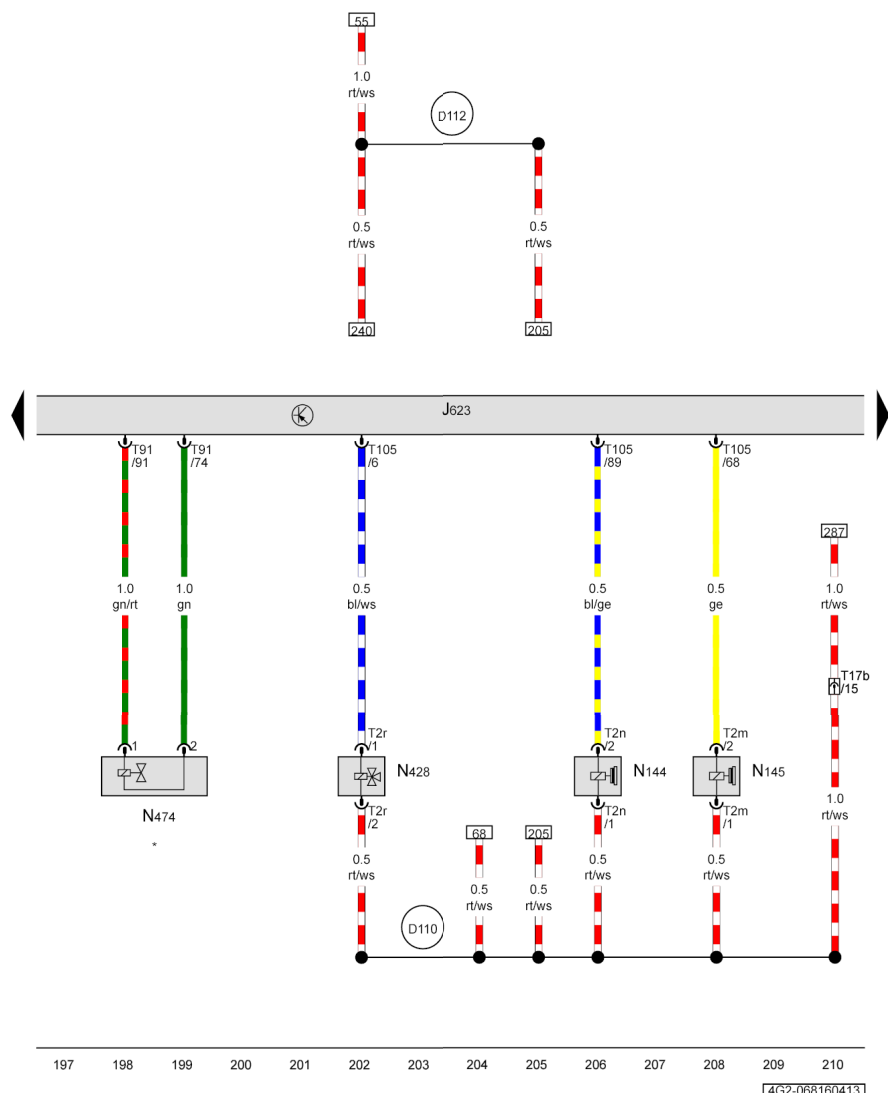 55
1.0
rt/ws
D112
0.5
rt/ws
0.5
rt/ws
240
205
J623
T91
/91
T91
/74
T105
/6
T105
/89
T105
/68
287
1.0
gn/rt
1.0
gn
0.5
bl/ws
0.5
bl/ge
0.5
ge
1.0
rt/ws
T17b
/15
1
2
T2r
/1
T2n
/2
T2m
/2
N428
N144
N145
N474
*
T2r
/2
T2n
/1
T2m
/1
1.0
rt/ws
68
205
0.5
rt/ws
0.5
rt/ws
0.5
rt/ws
0.5
rt/ws
0.5
rt/ws
D110
197 198 199 200 201 202 203 204 205 206 207 208 209 210
4G2-068160413